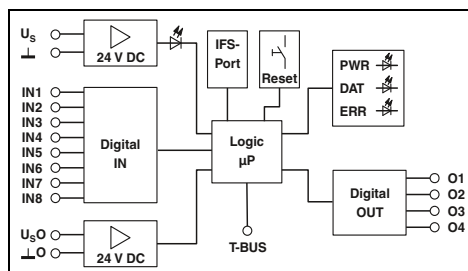 U_S
⊥
24 V DC
IFS-
Port
Reset
PWR
DAT
ERR
IN1
IN2
IN3
IN4
IN5
IN6
IN7
IN8
Digital
IN
Logic
µP
Digital
OUT
O1
O2
O3
O4
U_SO
⊥O
24 V DC
T-BUS